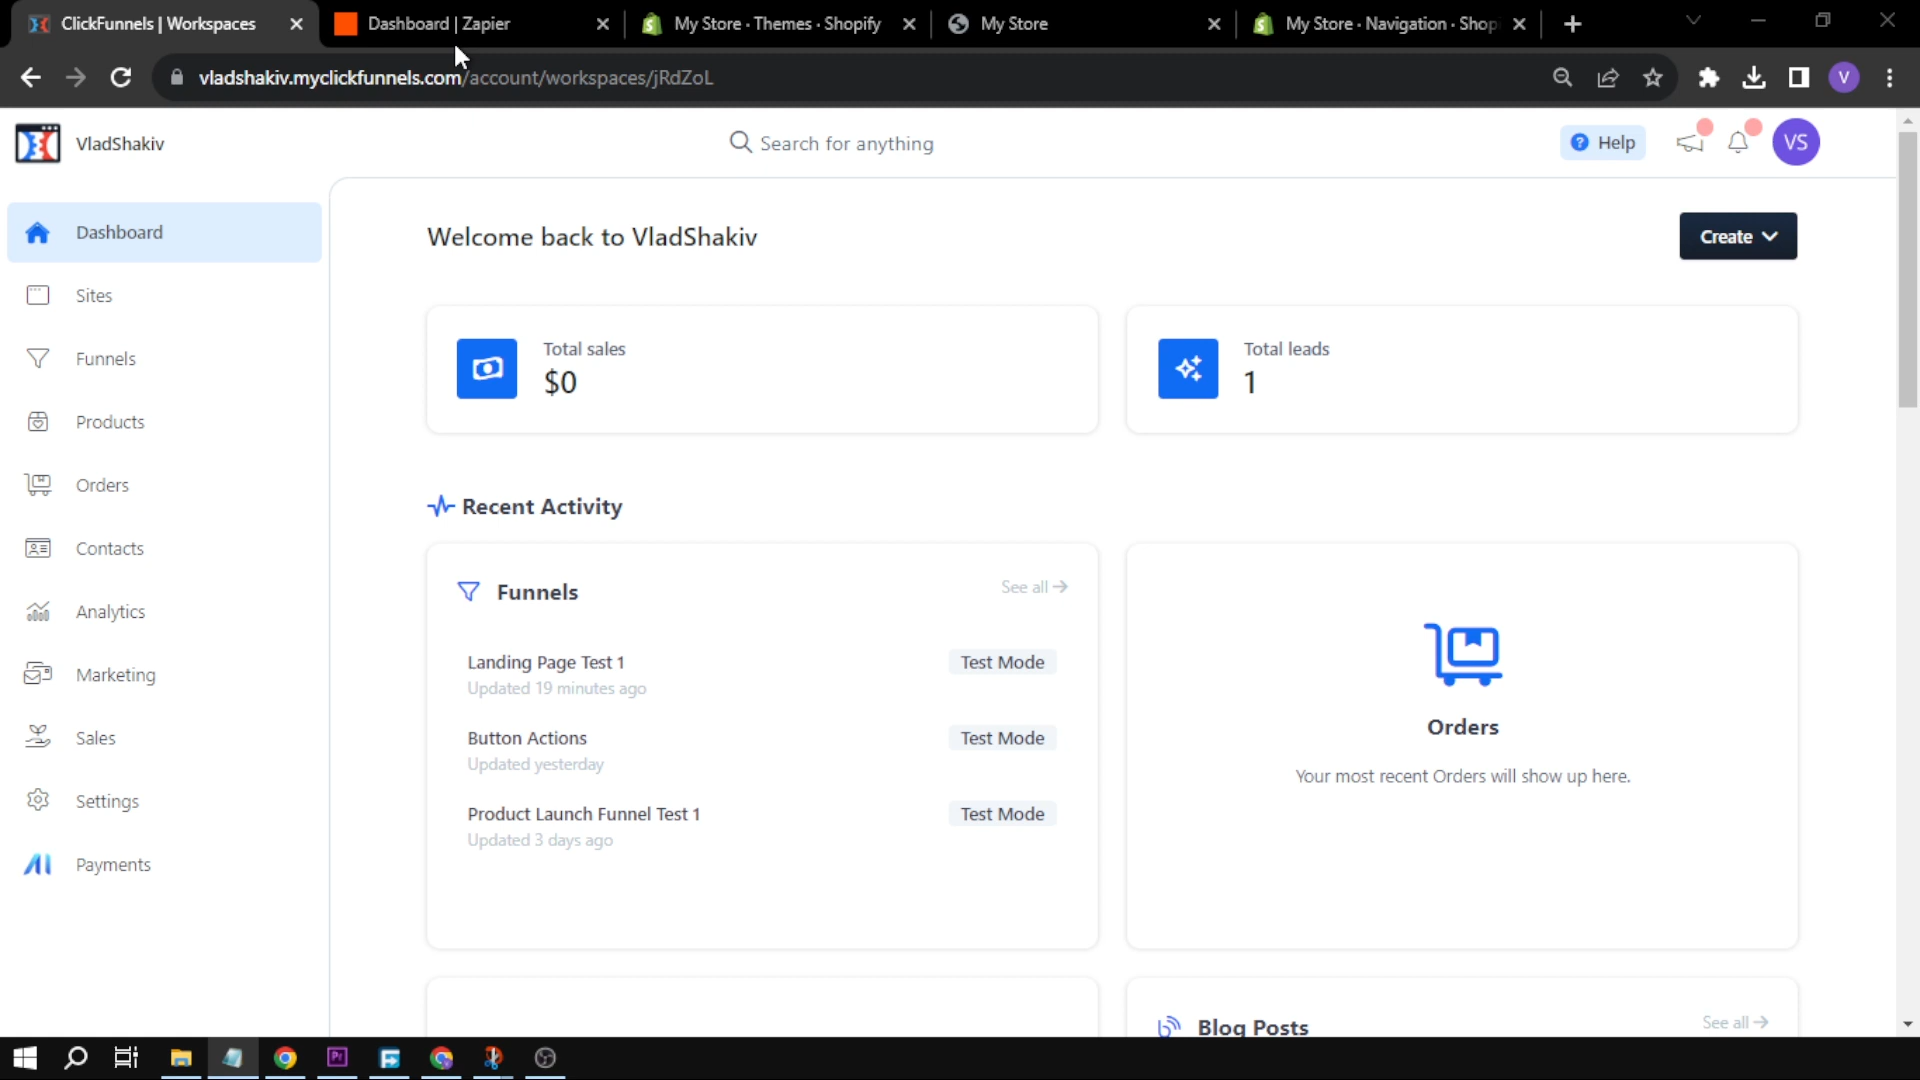 ClickFunnels | Workspaces
Dashboard | Zapier
My Store · Themes · Shopify
My Store
My Store · Navigation · Shop
vladshakiv.myclickfunnels.com/account/workspaces/jRdZoL
V
VladShakiv
Search for anything
? Help
VS
Dashboard
Sites
Funnels
Products
Orders
Contacts
Analytics
Marketing
Sales
Settings
Payments
Welcome back to VladShakiv
Create
Total sales
$0
Total leads
1
Recent Activity
Funnels
See all →
Landing Page Test 1
Test Mode
Updated 19 minutes ago
Button Actions
Test Mode
Updated yesterday
Product Launch Funnel Test 1
Test Mode
Updated 3 days ago
Orders
Your most recent Orders will show up here.
Blog Posts
See all →
Pr